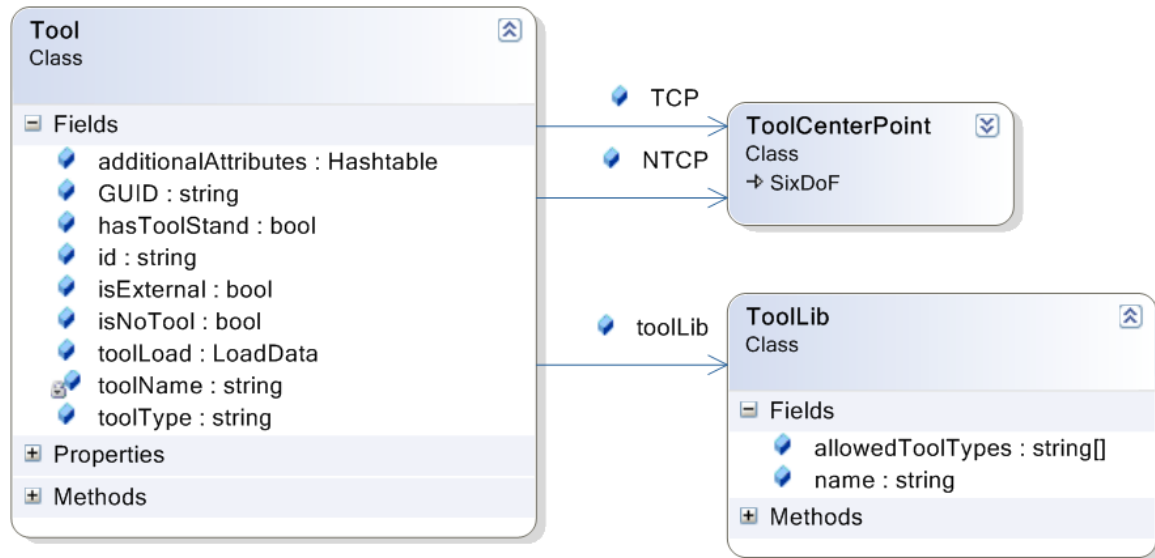 Tool
Class
Fields
additionalAttributes : Hashtable
GUID : string
hasToolStand : bool
id : string
isExternal : bool
isNoTool : bool
toolLoad : LoadData
toolName : string
toolType : string
Properties
Methods
TCP
NTCP
toolLib
ToolCenterPoint
Class
SixDoF
ToolLib
Class
Fields
allowedToolTypes : string[]
name : string
Methods